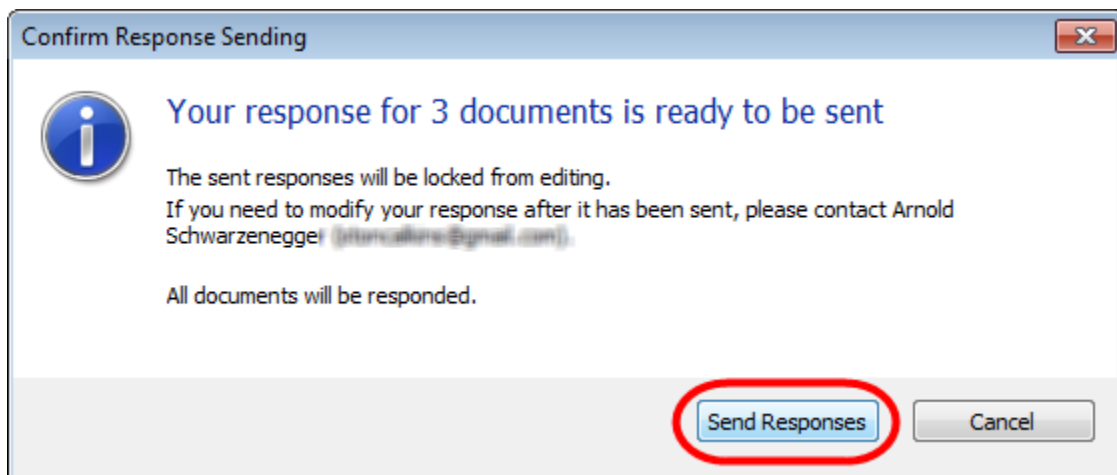 Confirm Response Sending
Your response for 3 documents is ready to be sent
The sent responses will be locked from editing.
If you need to modify your response after it has been sent, please contact Arnold
Schwarzenegger
All documents will be responded.
Send Responses
Cancel